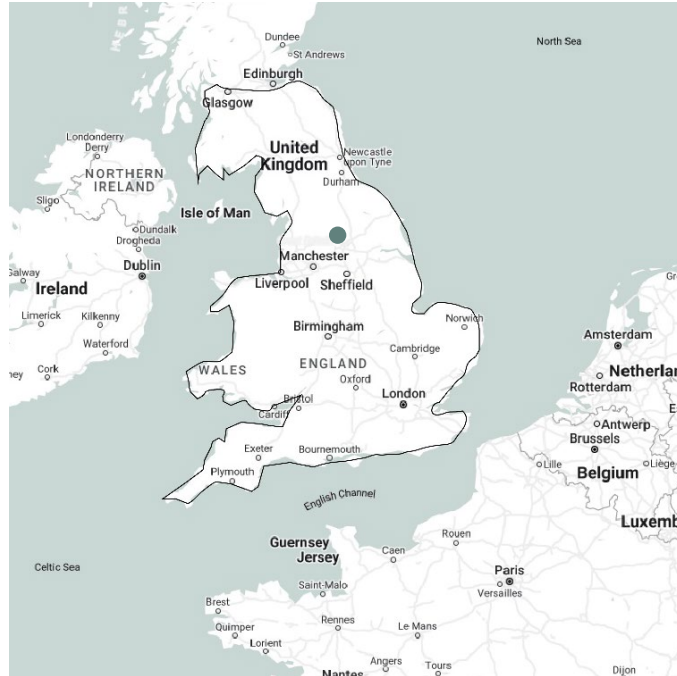 Dundee
St Andrews
North Sea
Edinburgh
Glasgow
Londonderry
Derry
United
Kingdom
Newcastle
upon Tyne
Durham
NORTHERN
IRELAND
Sligo
Isle of Man
Dundalk
Drogheda
Manchester
Dublin
Galway
Liverpool
Sheffield
Ireland
Limerick
Kilkenny
Norwich
Birmingham
Amsterdam
Waterford
Cambridge
WALES
ENGLAND
Netherlan
Cork
Oxford
Rotterdam
London
Bristol
Cardiff
Antwerp
Brussels
Exeter
Bournemouth
Lille
Liège
Plymouth
Belgium
English Channel
Luxemb
Rouen
Guernsey
Jersey
Caen
Celtic Sea
Paris
Saint-Malo
Versailles
Brest
Rennes
Le Mans
Quimper
Lorient
Angers
Tours
Dijon
Nantes